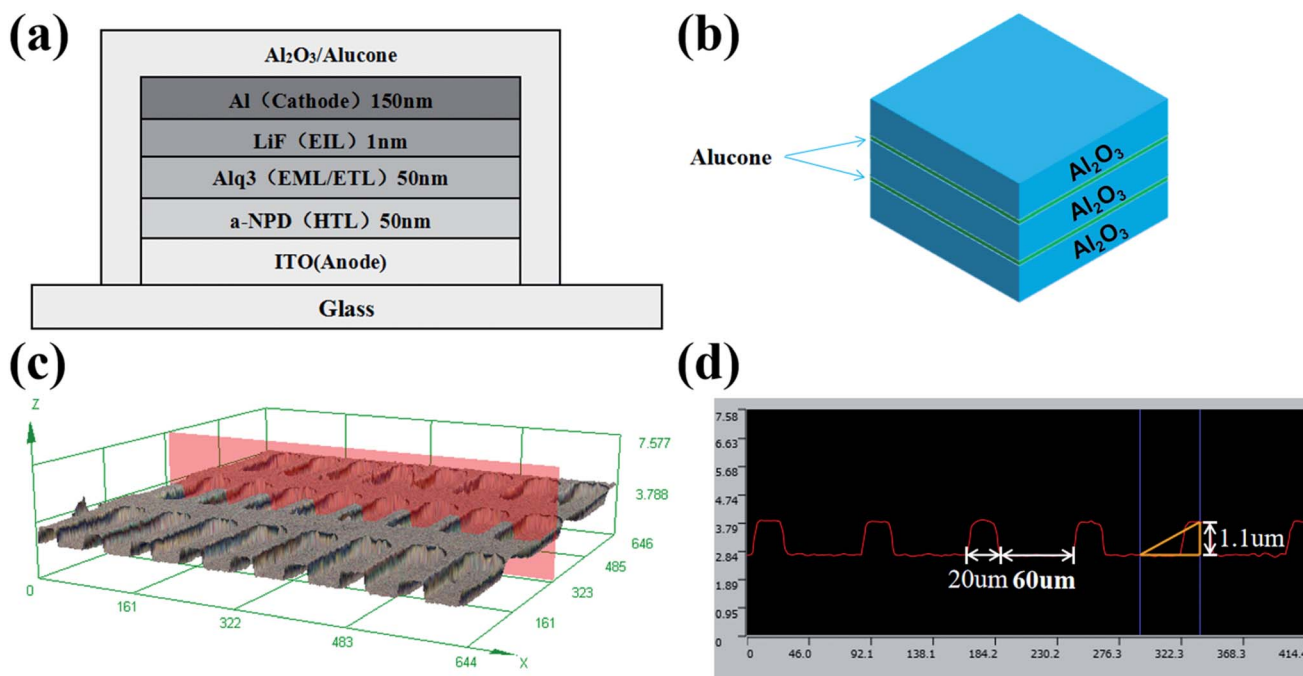 (a)
Al₂O₃/Alucone
Al（Cathode）150nm
LiF（EIL）1nm
Alq3（EML/ETL）50nm
a-NPD（HTL）50nm
ITO(Anode)
Glass
(b)
Alucone
Al₂O₃
Al₂O₃
Al₂O₃
(c)
Z
7.577
3.788
646
485
323
161
0
161
322
483
644
X
(d)
7.58
6.63
5.68
4.74
3.79
2.84
1.89
0.95
0
1.1um
20um 60um
0 46.0 92.1 138.1 184.2 230.2 276.3 322.3 368.3 414.4